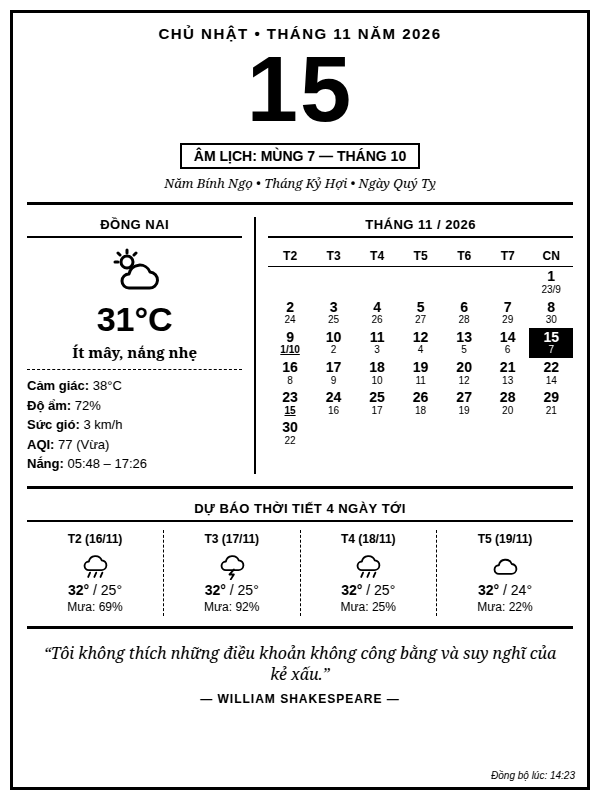 CHỦ NHẬT • THÁNG 11 NĂM 2026
15
ÂM LỊCH: MÙNG 7 — THÁNG 10
Năm Bính Ngọ • Tháng Kỷ Hợi • Ngày Quý Tỵ
ĐỒNG NAI
31°C
Ít mây, nắng nhẹ
Cảm giác: 38°C
Độ ẩm: 72%
Sức gió: 3 km/h
AQI: 77 (Vừa)
Nắng: 05:48 – 17:26
THÁNG 11 / 2026
T2 T3 T4 T5 T6 T7 CN
1
23/9
2 3 4 5 6 7 8
24 25 26 27 28 29 30
9 10 11 12 13 14 15
1/10 2 3 4 5 6 7
16 17 18 19 20 21 22
8 9 10 11 12 13 14
23 24 25 26 27 28 29
15 16 17 18 19 20 21
30
22
DỰ BÁO THỜI TIẾT 4 NGÀY TỚI
T2 (16/11) T3 (17/11) T4 (18/11) T5 (19/11)
32° / 25° 32° / 25° 32° / 25° 32° / 24°
Mưa: 69% Mưa: 92% Mưa: 25% Mưa: 22%
“Tôi không thích những điều khoản không công bằng và suy nghĩ của
kẻ xấu.”
— WILLIAM SHAKESPEARE —
Đồng bộ lúc: 14:23